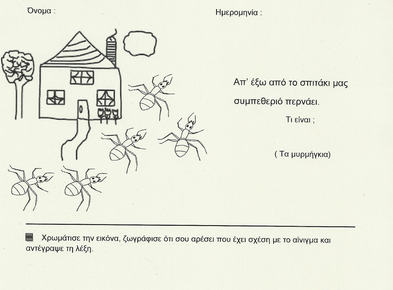 Όνομα :
Ημερομηνία :
Απ' έξω από το σπιτάκι μας
συμπεθεριό περνάει.
Τι είναι ;
( Τα μυρμήγκια )
Χρωμάτισε την εικόνα, ζωγράφισε ότι σου αρέσει που έχει σχέση με το αίνιγμα και
αντέγραψε τη λέξη.